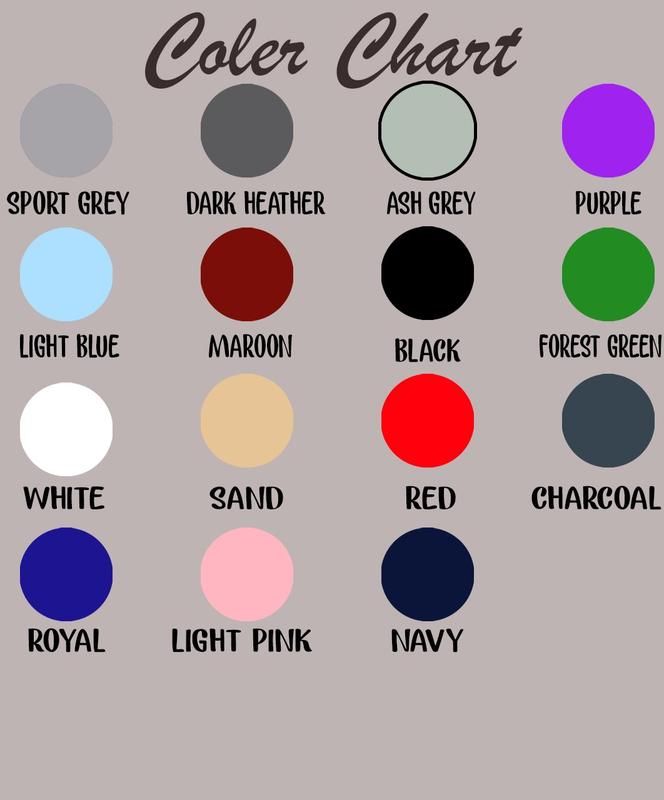 Coler Chart
SPORT GREY DARK HEATHER ASH GREY PURPLE
LIGHT BLUE MAROON BLACK FOREST GREEN
WHITE SAND RED CHARCOAL
ROYAL LIGHT PINK NAVY